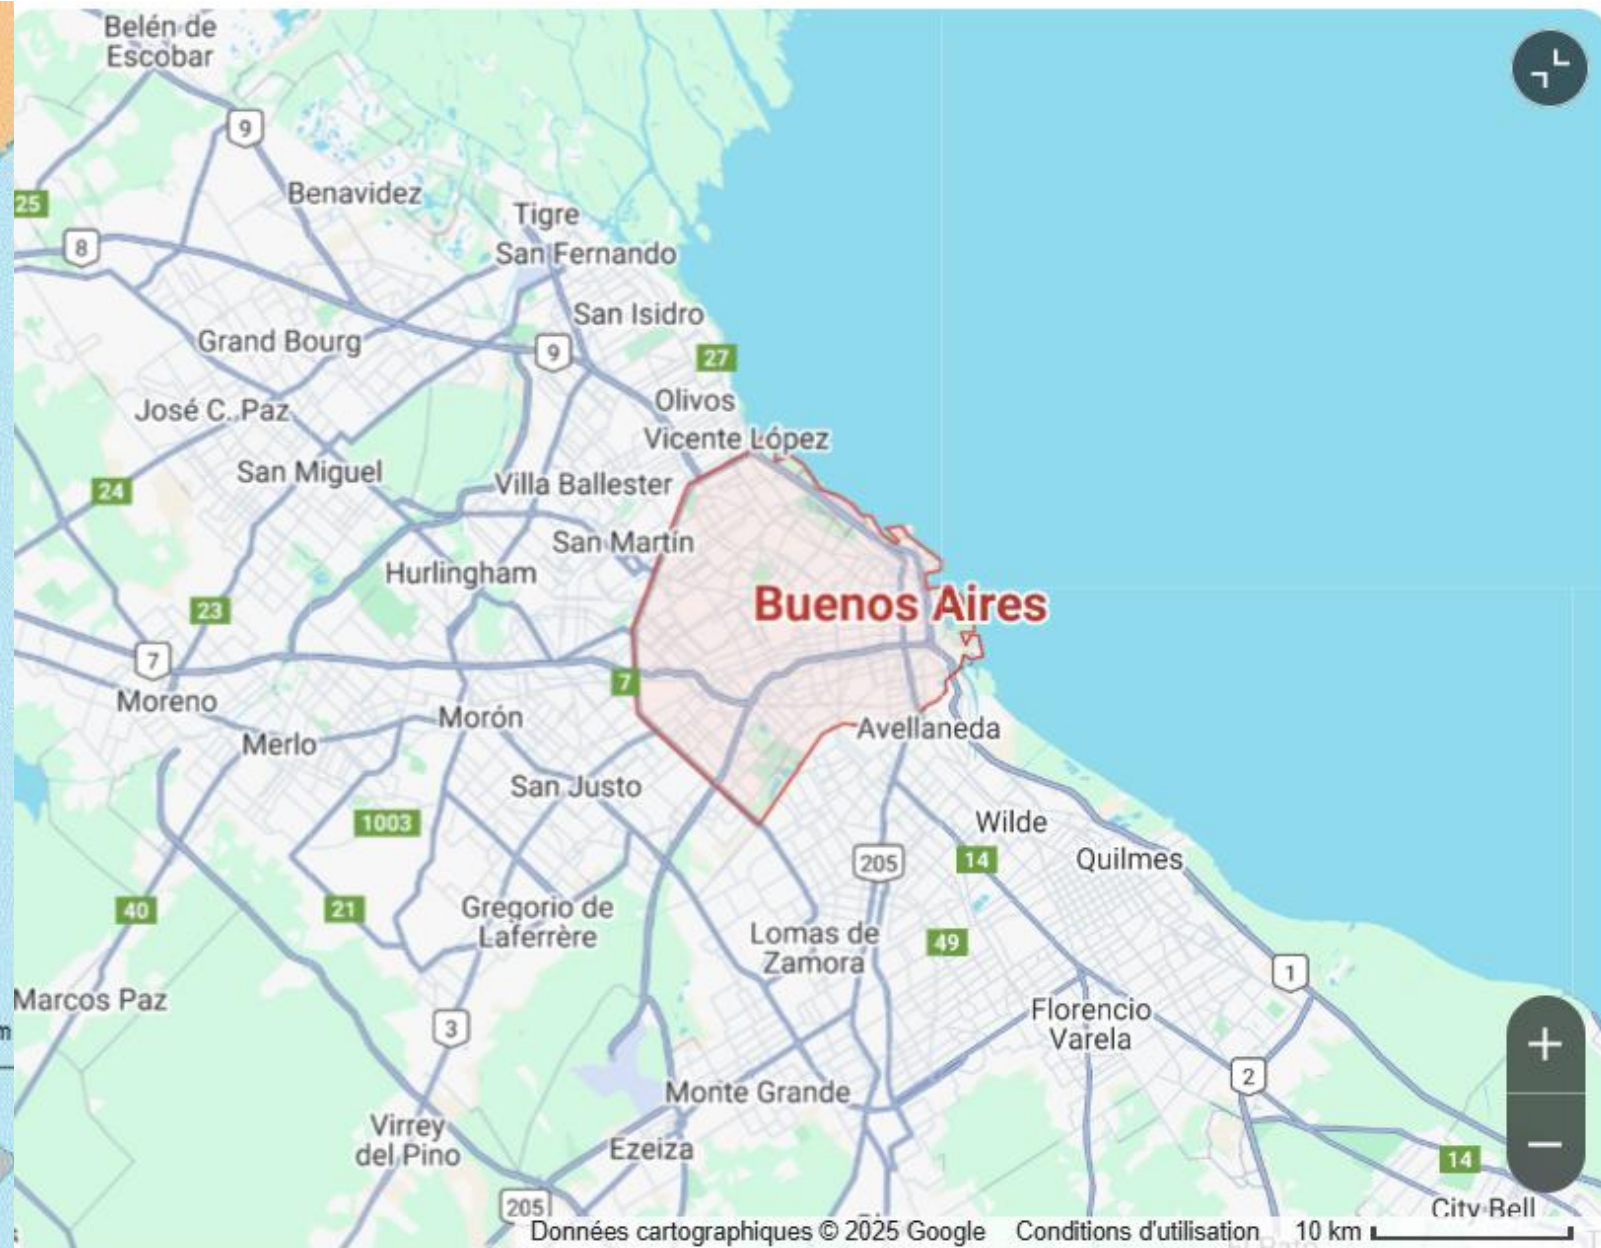 Belén de
Escobar
9
Benavidez
25
Tigre
8
San Fernando
San Isidro
Grand Bourg
9
27
Olivos
José C. Paz
Vicente López
San Miguel
Villa Ballester
24
San Martín
Hurlingham
Buenos Aires
23
7
7
Moreno
Morón
Avellaneda
Merlo
San Justo
1003
Wilde
205
14
Quilmes
40
21
Gregorio de
Laferrère
Lomas de
Zamora
49
1
Marcos Paz
Florencio
Varela
3
m
2
Monte Grande
Virrey
del Pino
Ezeiza
14
205
City Bell
Données cartographiques © 2025 Google Conditions d'utilisation 10 km